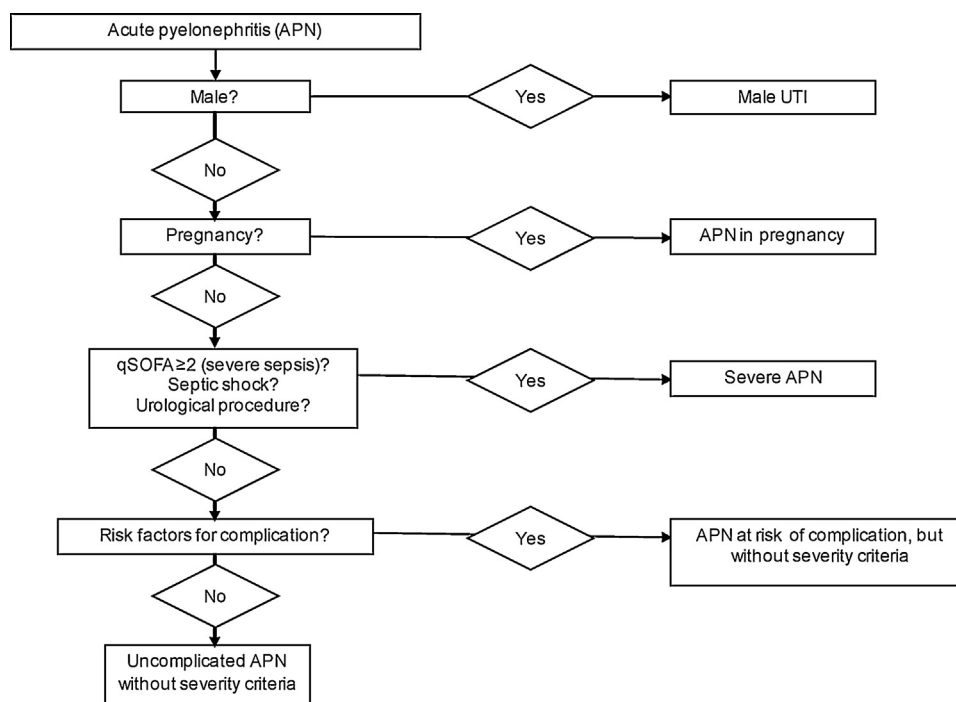 Acute pyelonephritis (APN)
Male?
Yes
Male UTI
No
Pregnancy?
Yes
APN in pregnancy
No
qSOFA ≥2 (severe sepsis)?
Septic shock?
Urological procedure?
Yes
Severe APN
No
Risk factors for complication?
Yes
APN at risk of complication, but
without severity criteria
No
Uncomplicated APN
without severity criteria